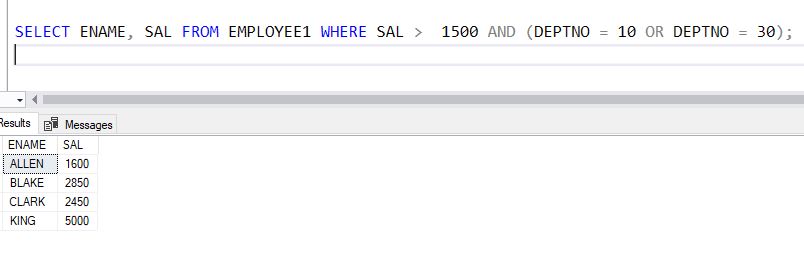 SELECT ENAME, SAL FROM EMPLOYEE1 WHERE SAL >  1500 AND (DEPTNO = 10 OR DEPTNO = 30);
Results Messages
ENAME SAL
ALLEN 1600
BLAKE 2850
CLARK 2450
KING 5000